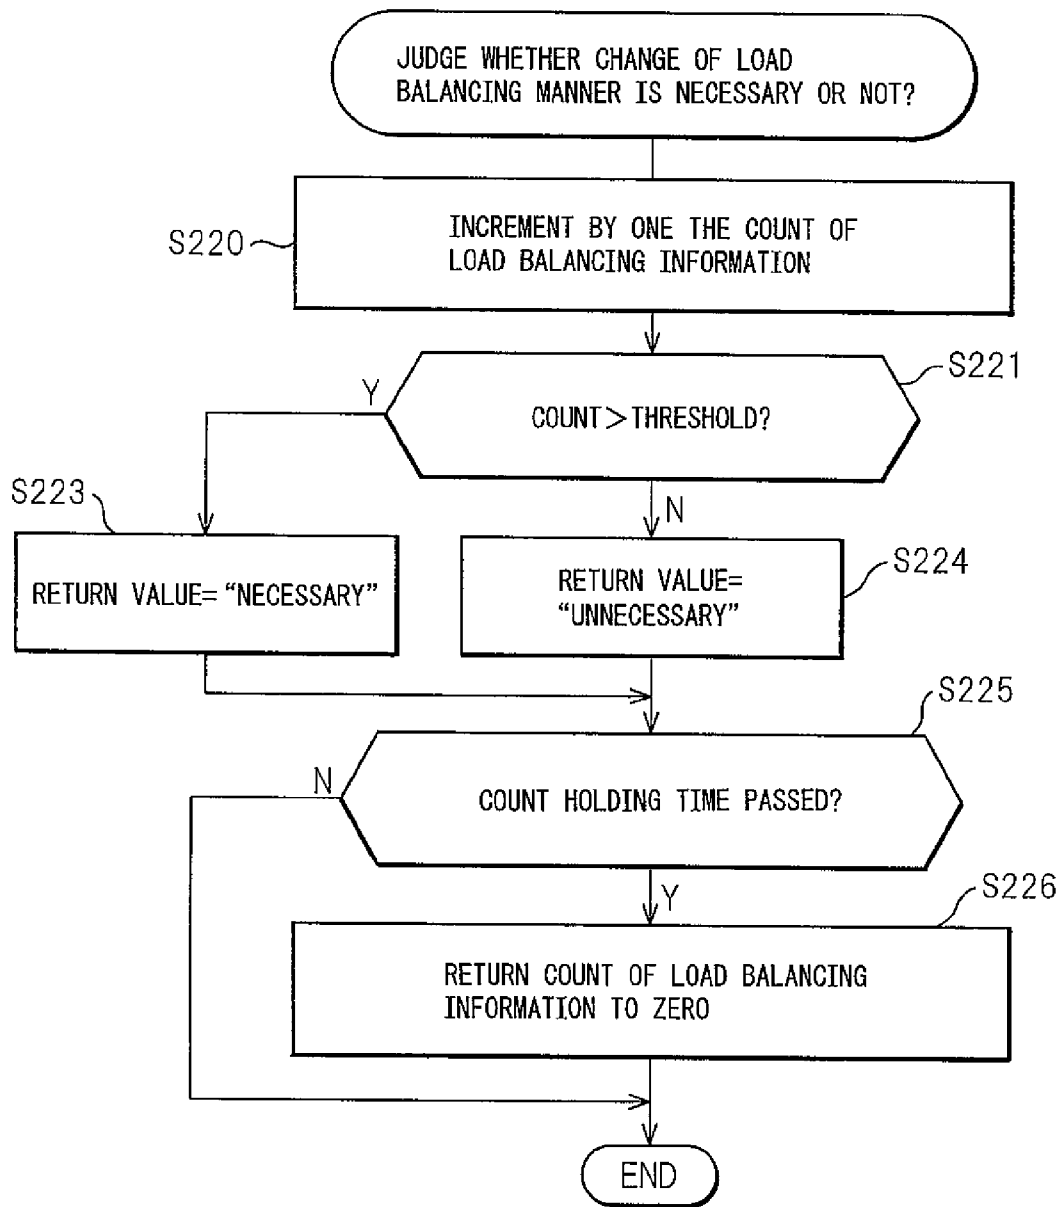 JUDGE WHETHER CHANGE OF LOAD
BALANCING MANNER IS NECESSARY OR NOT?
S220
INCREMENT BY ONE THE COUNT OF
LOAD BALANCING INFORMATION
S221
Y
COUNT>THRESHOLD?
S223
N
RETURN VALUE= “NECESSARY”
S224
RETURN VALUE=
“UNNECESSARY”
S225
N
COUNT HOLDING TIME PASSED?
Y
S226
RETURN COUNT OF LOAD BALANCING
INFORMATION TO ZERO
END